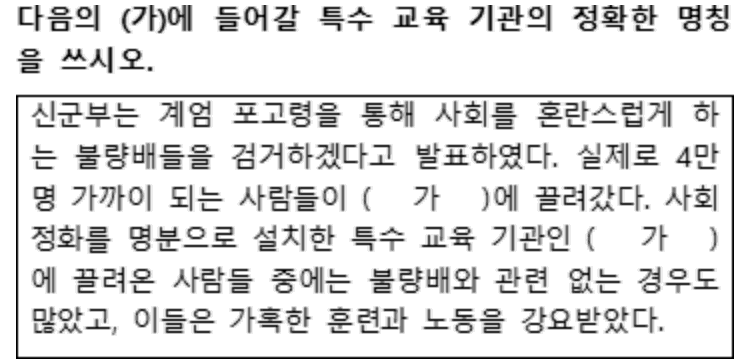 다음의 (가)에 들어갈 특수 교육 기관의 정확한 명칭
을 쓰시오.
신군부는 계엄 포고령을 통해 사회를 혼란스럽게 하
는 불량배들을 검거하겠다고 발표하였다. 실제로 4만
명 가까이 되는 사람들이 ( 가 )에 끌려갔다. 사회
정화를 명분으로 설치한 특수 교육 기관인 ( 가 )
에 끌려온 사람들 중에는 불량배와 관련 없는 경우도
많았고, 이들은 가혹한 훈련과 노동을 강요받았다.